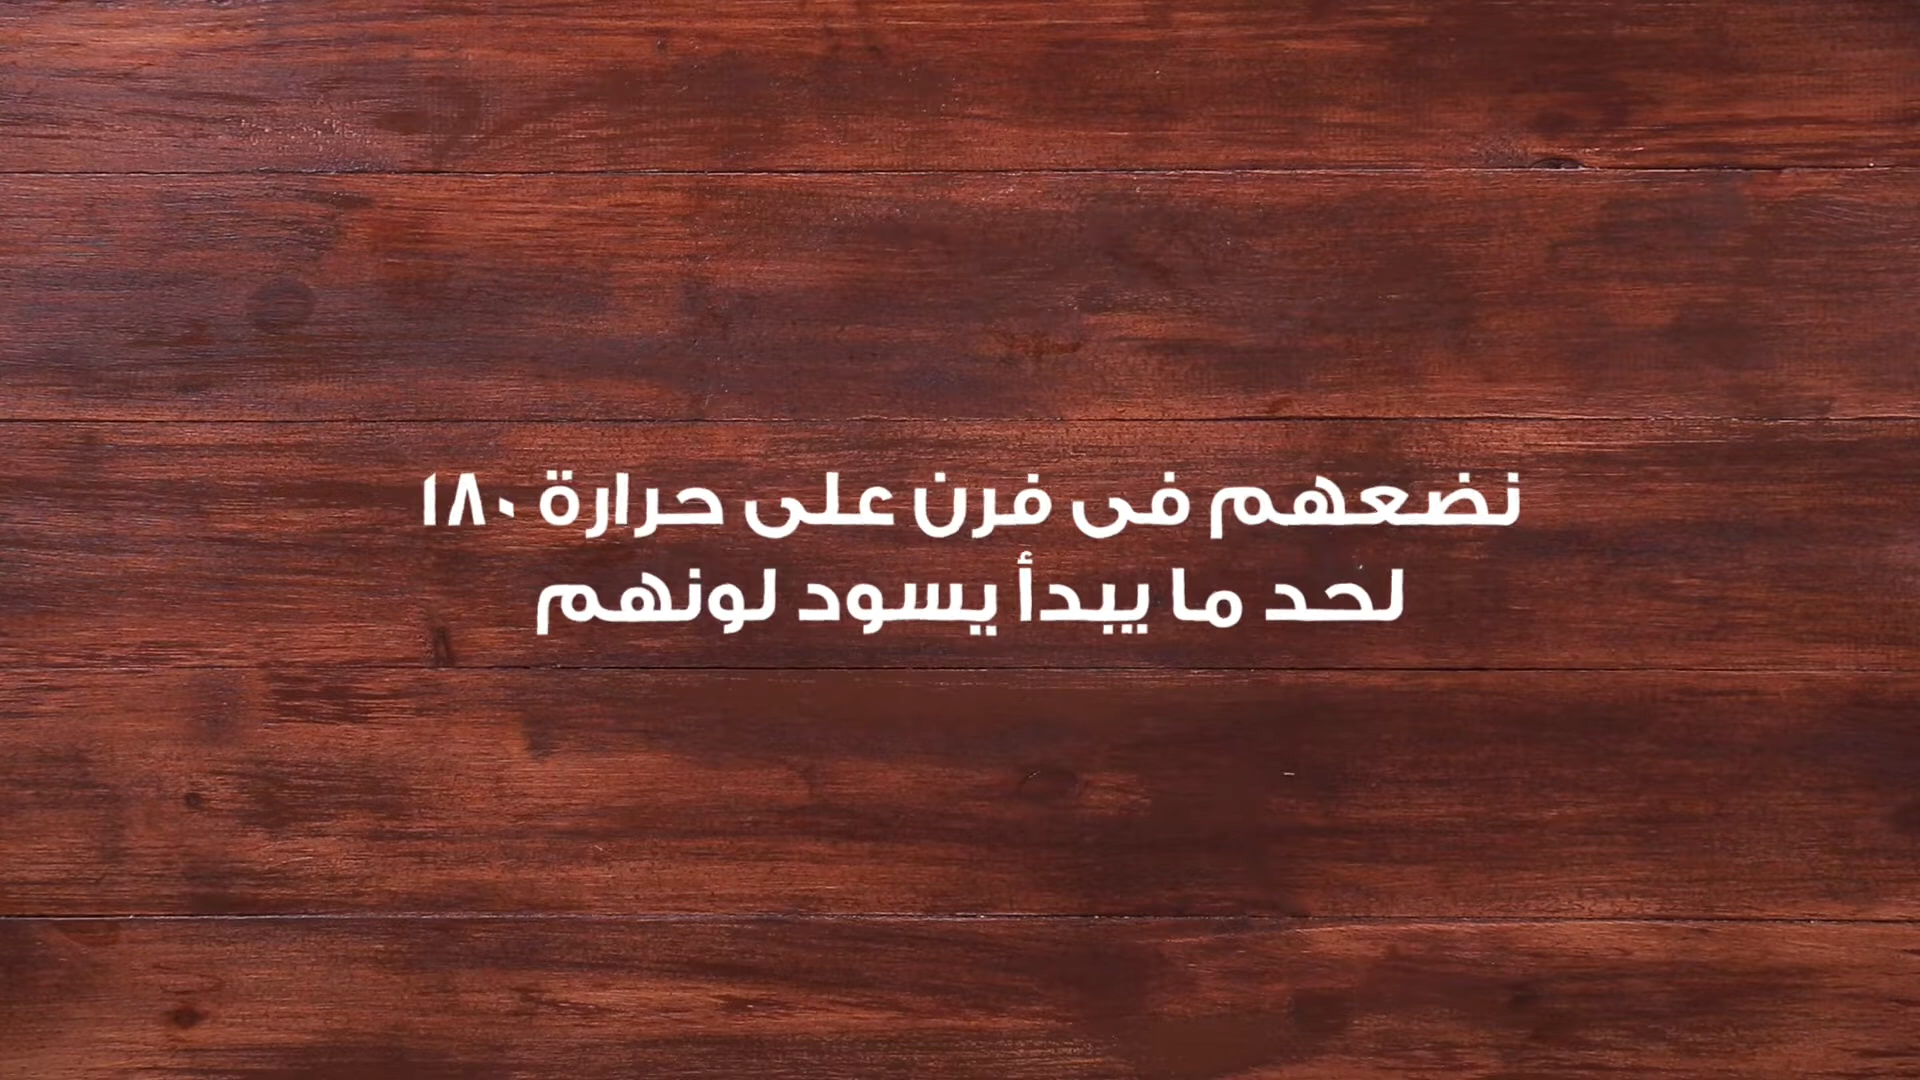 نضعهم فى فرن على حرارة ١٨٠
لحد ما يبدأ يسود لونهم